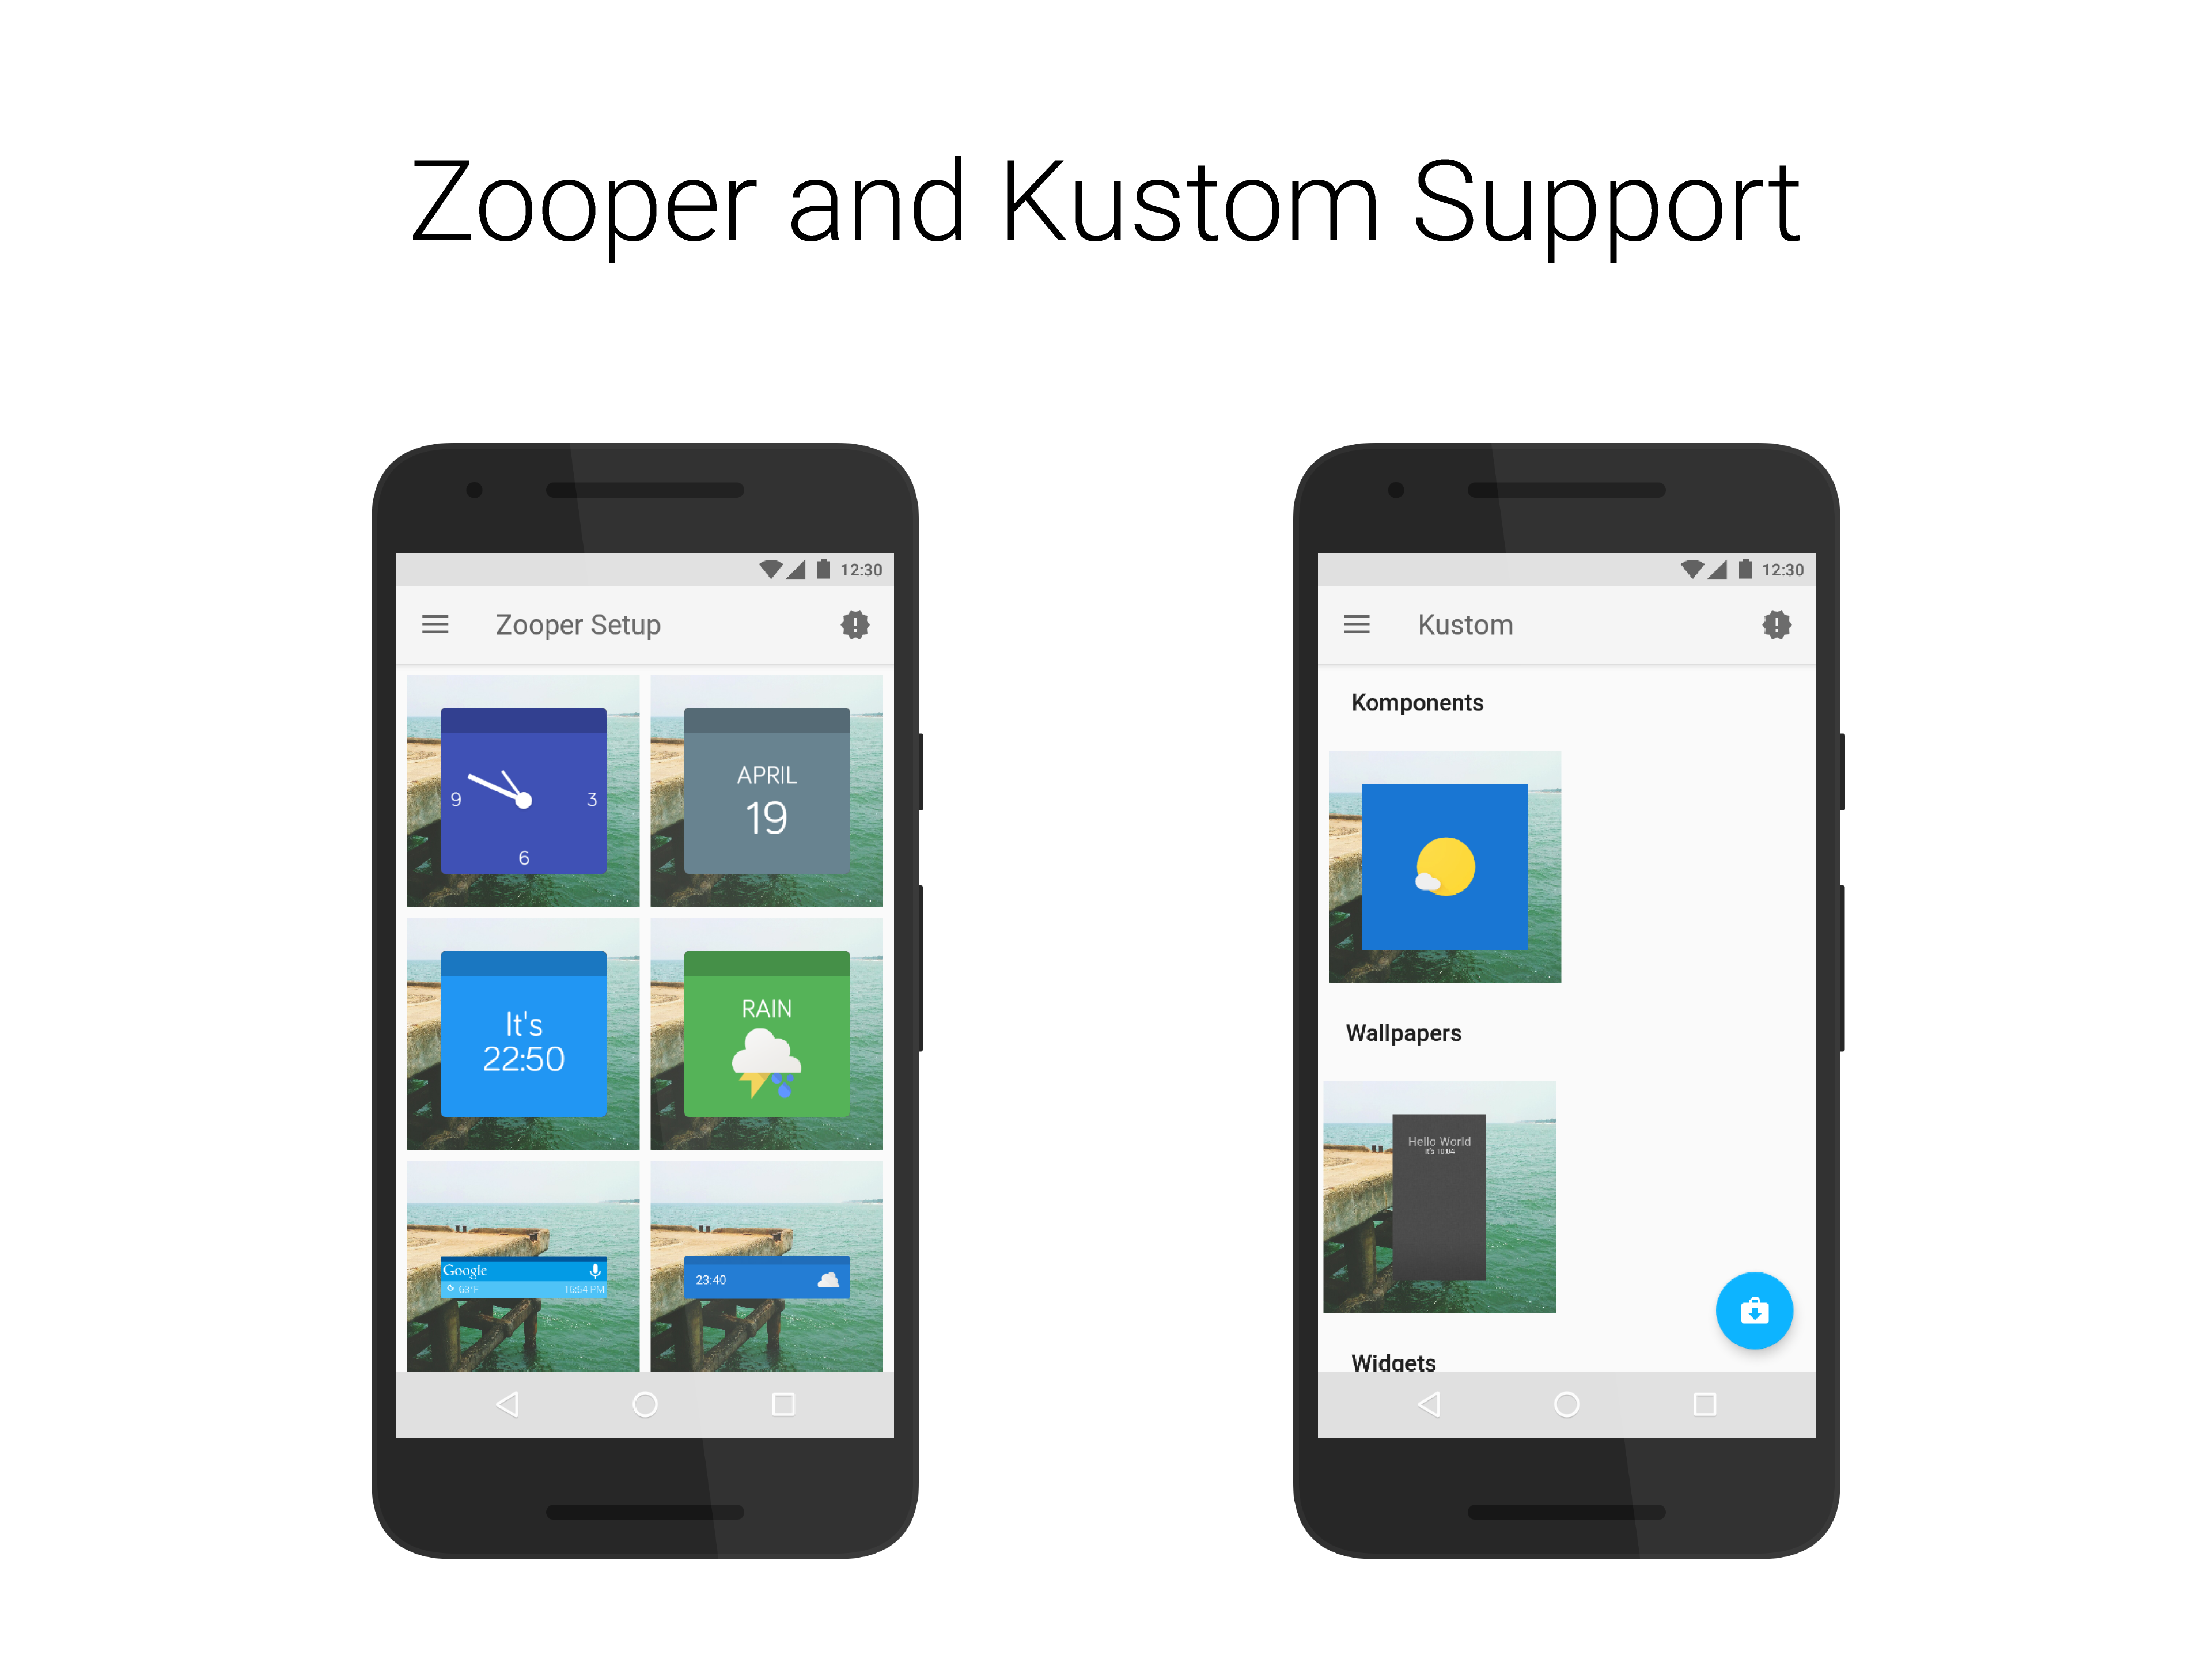 Zooper and Kustom Support
12:30
Zooper Setup
9
3
6
APRIL
19
It's
22:50
RAIN
Google
63°F
16:54 PM
23:40
12:30
Kustom
Komponents
Wallpapers
Hello World
It's 10:04
Widgets